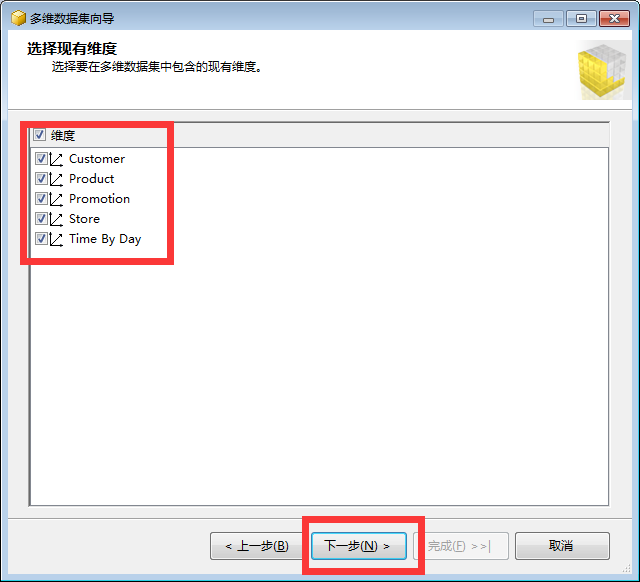 多维数据集向导
选择现有维度
选择要在多维数据集中包含的现有维度。
维度
Customer
Product
Promotion
Store
Time By Day
< 上一步(B)
下一步(N) >
完成(F) >>|
取消